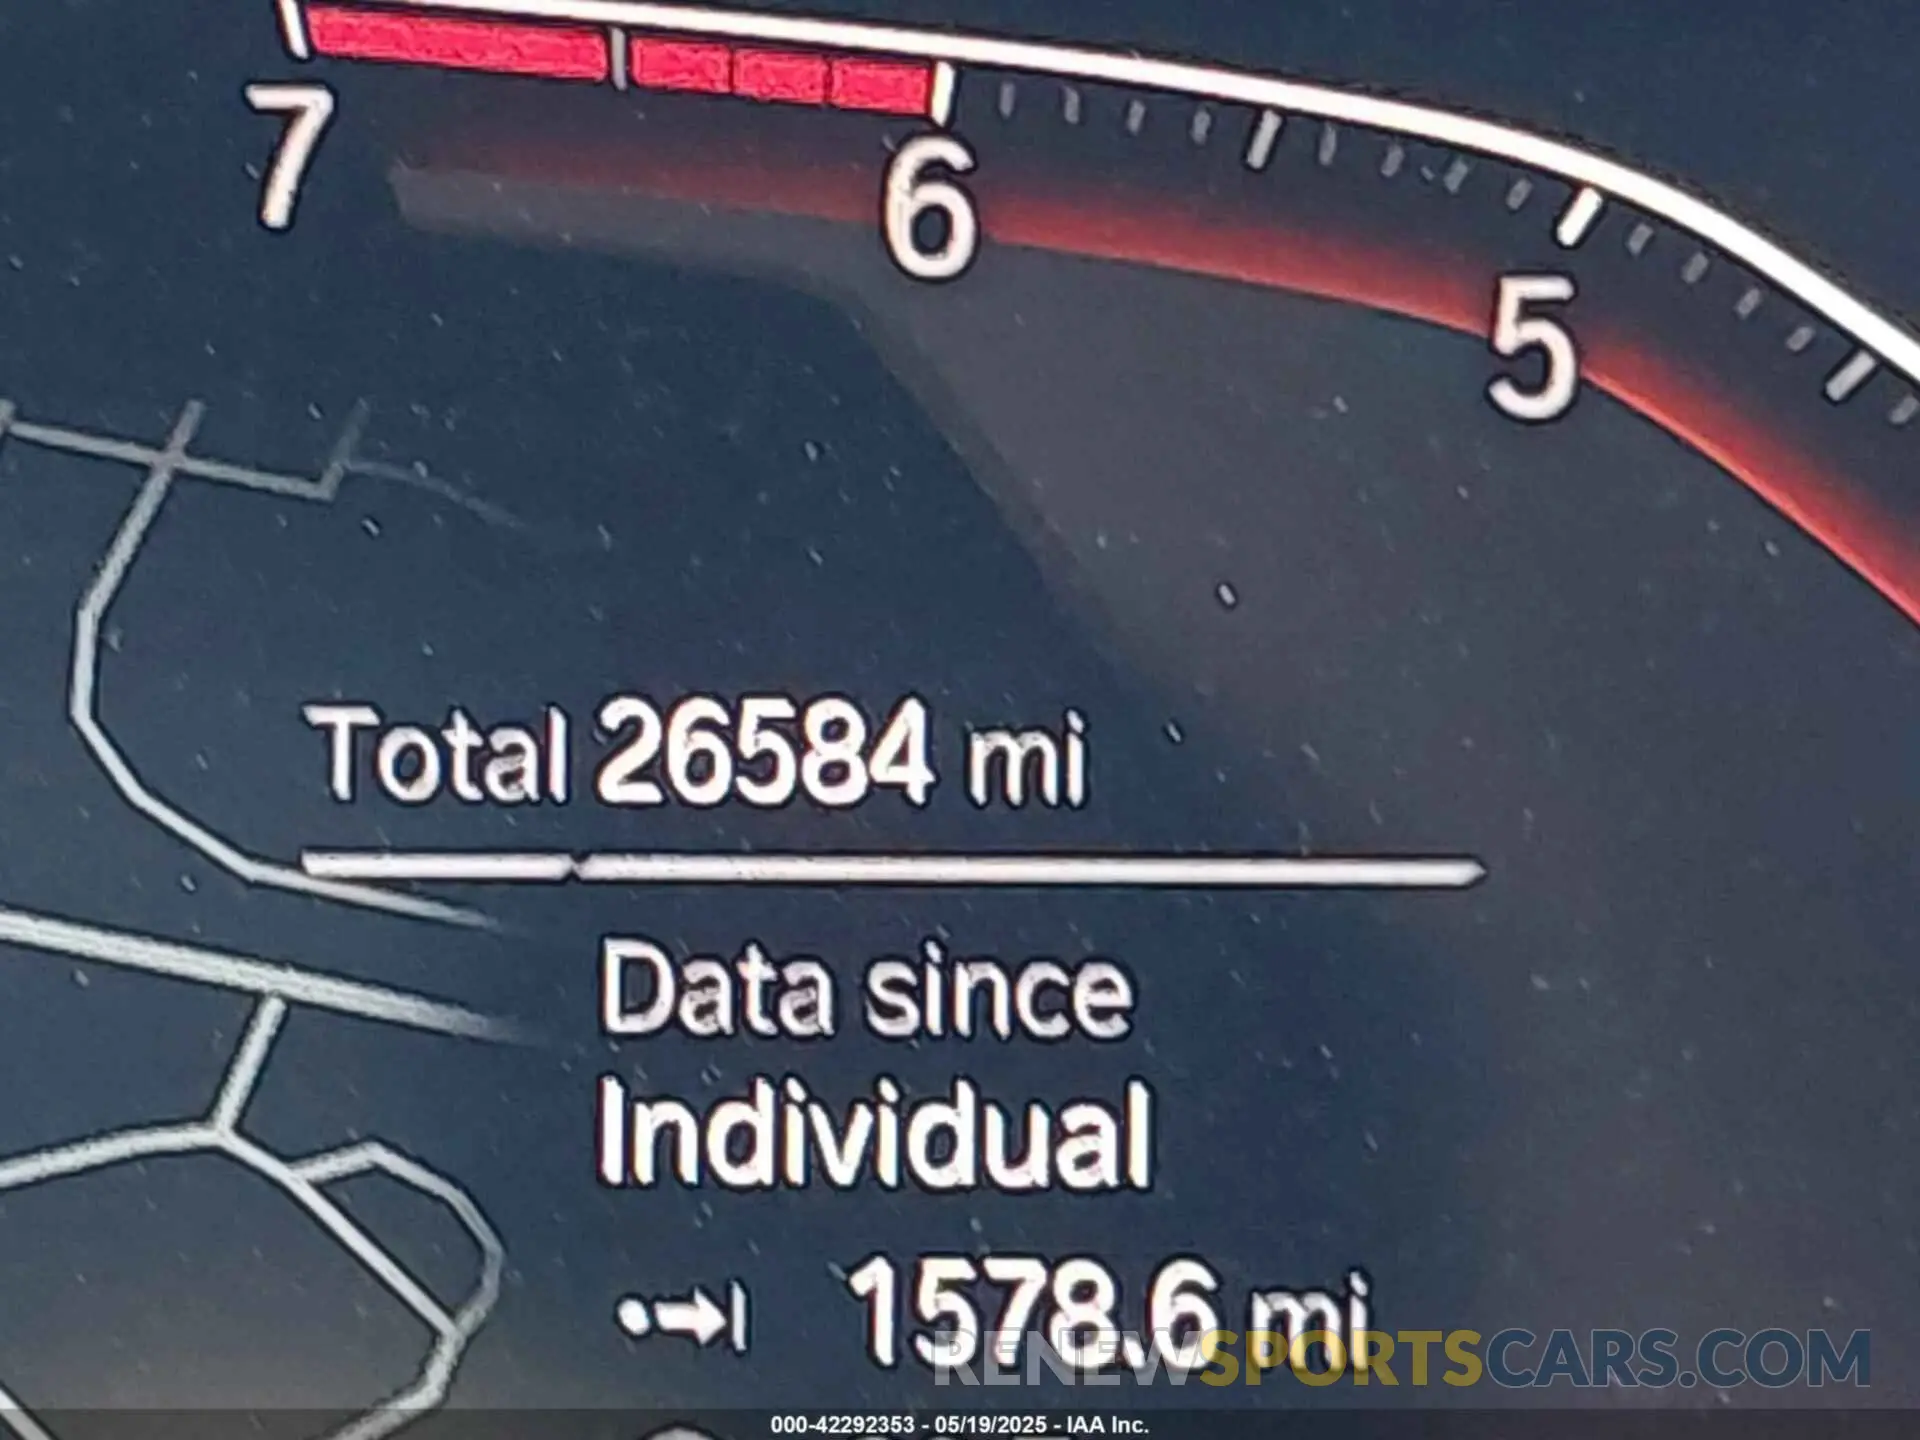 7
6
5
Total 26584 mi
Data since
Individual
1578.6 mi
RENEWSPORTSCARS.COM
000-42292353 - 05/19/2025 - IAA Inc.